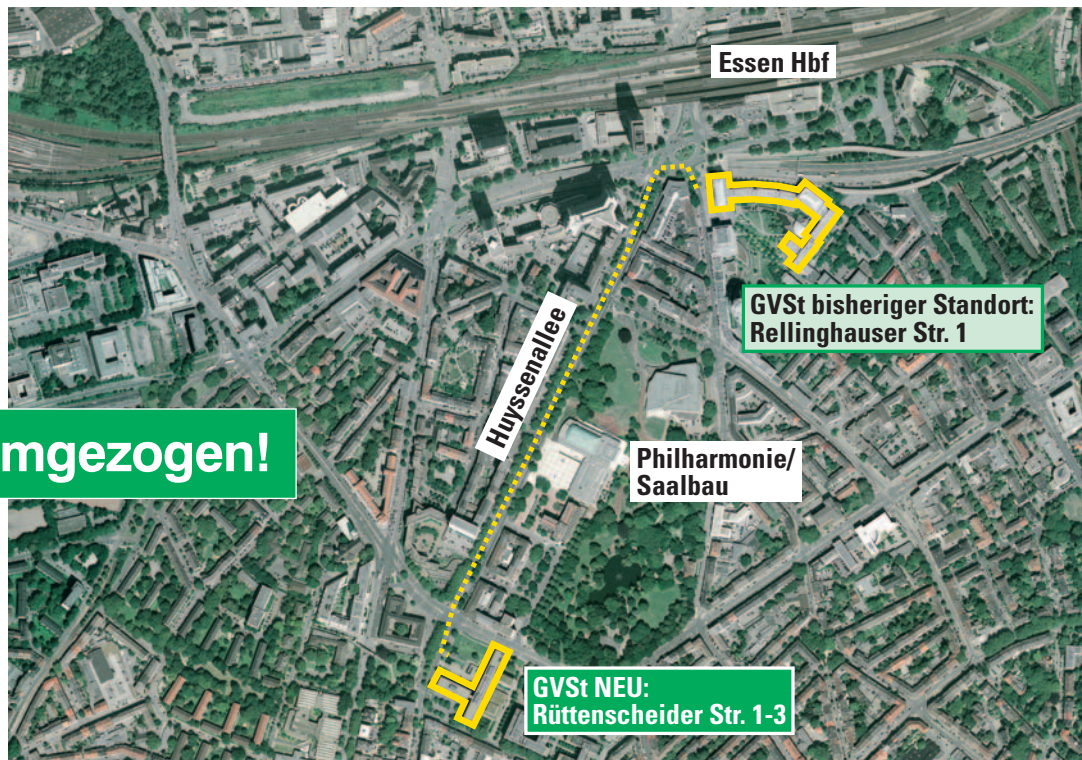 Essen Hbf
GVSt bisheriger Standort:
Rellinghauser Str. 1
Huyssenallee
mgezogen!
Philharmonie/
Saalbau
GVSt NEU:
Rüttenscheider Str. 1-3